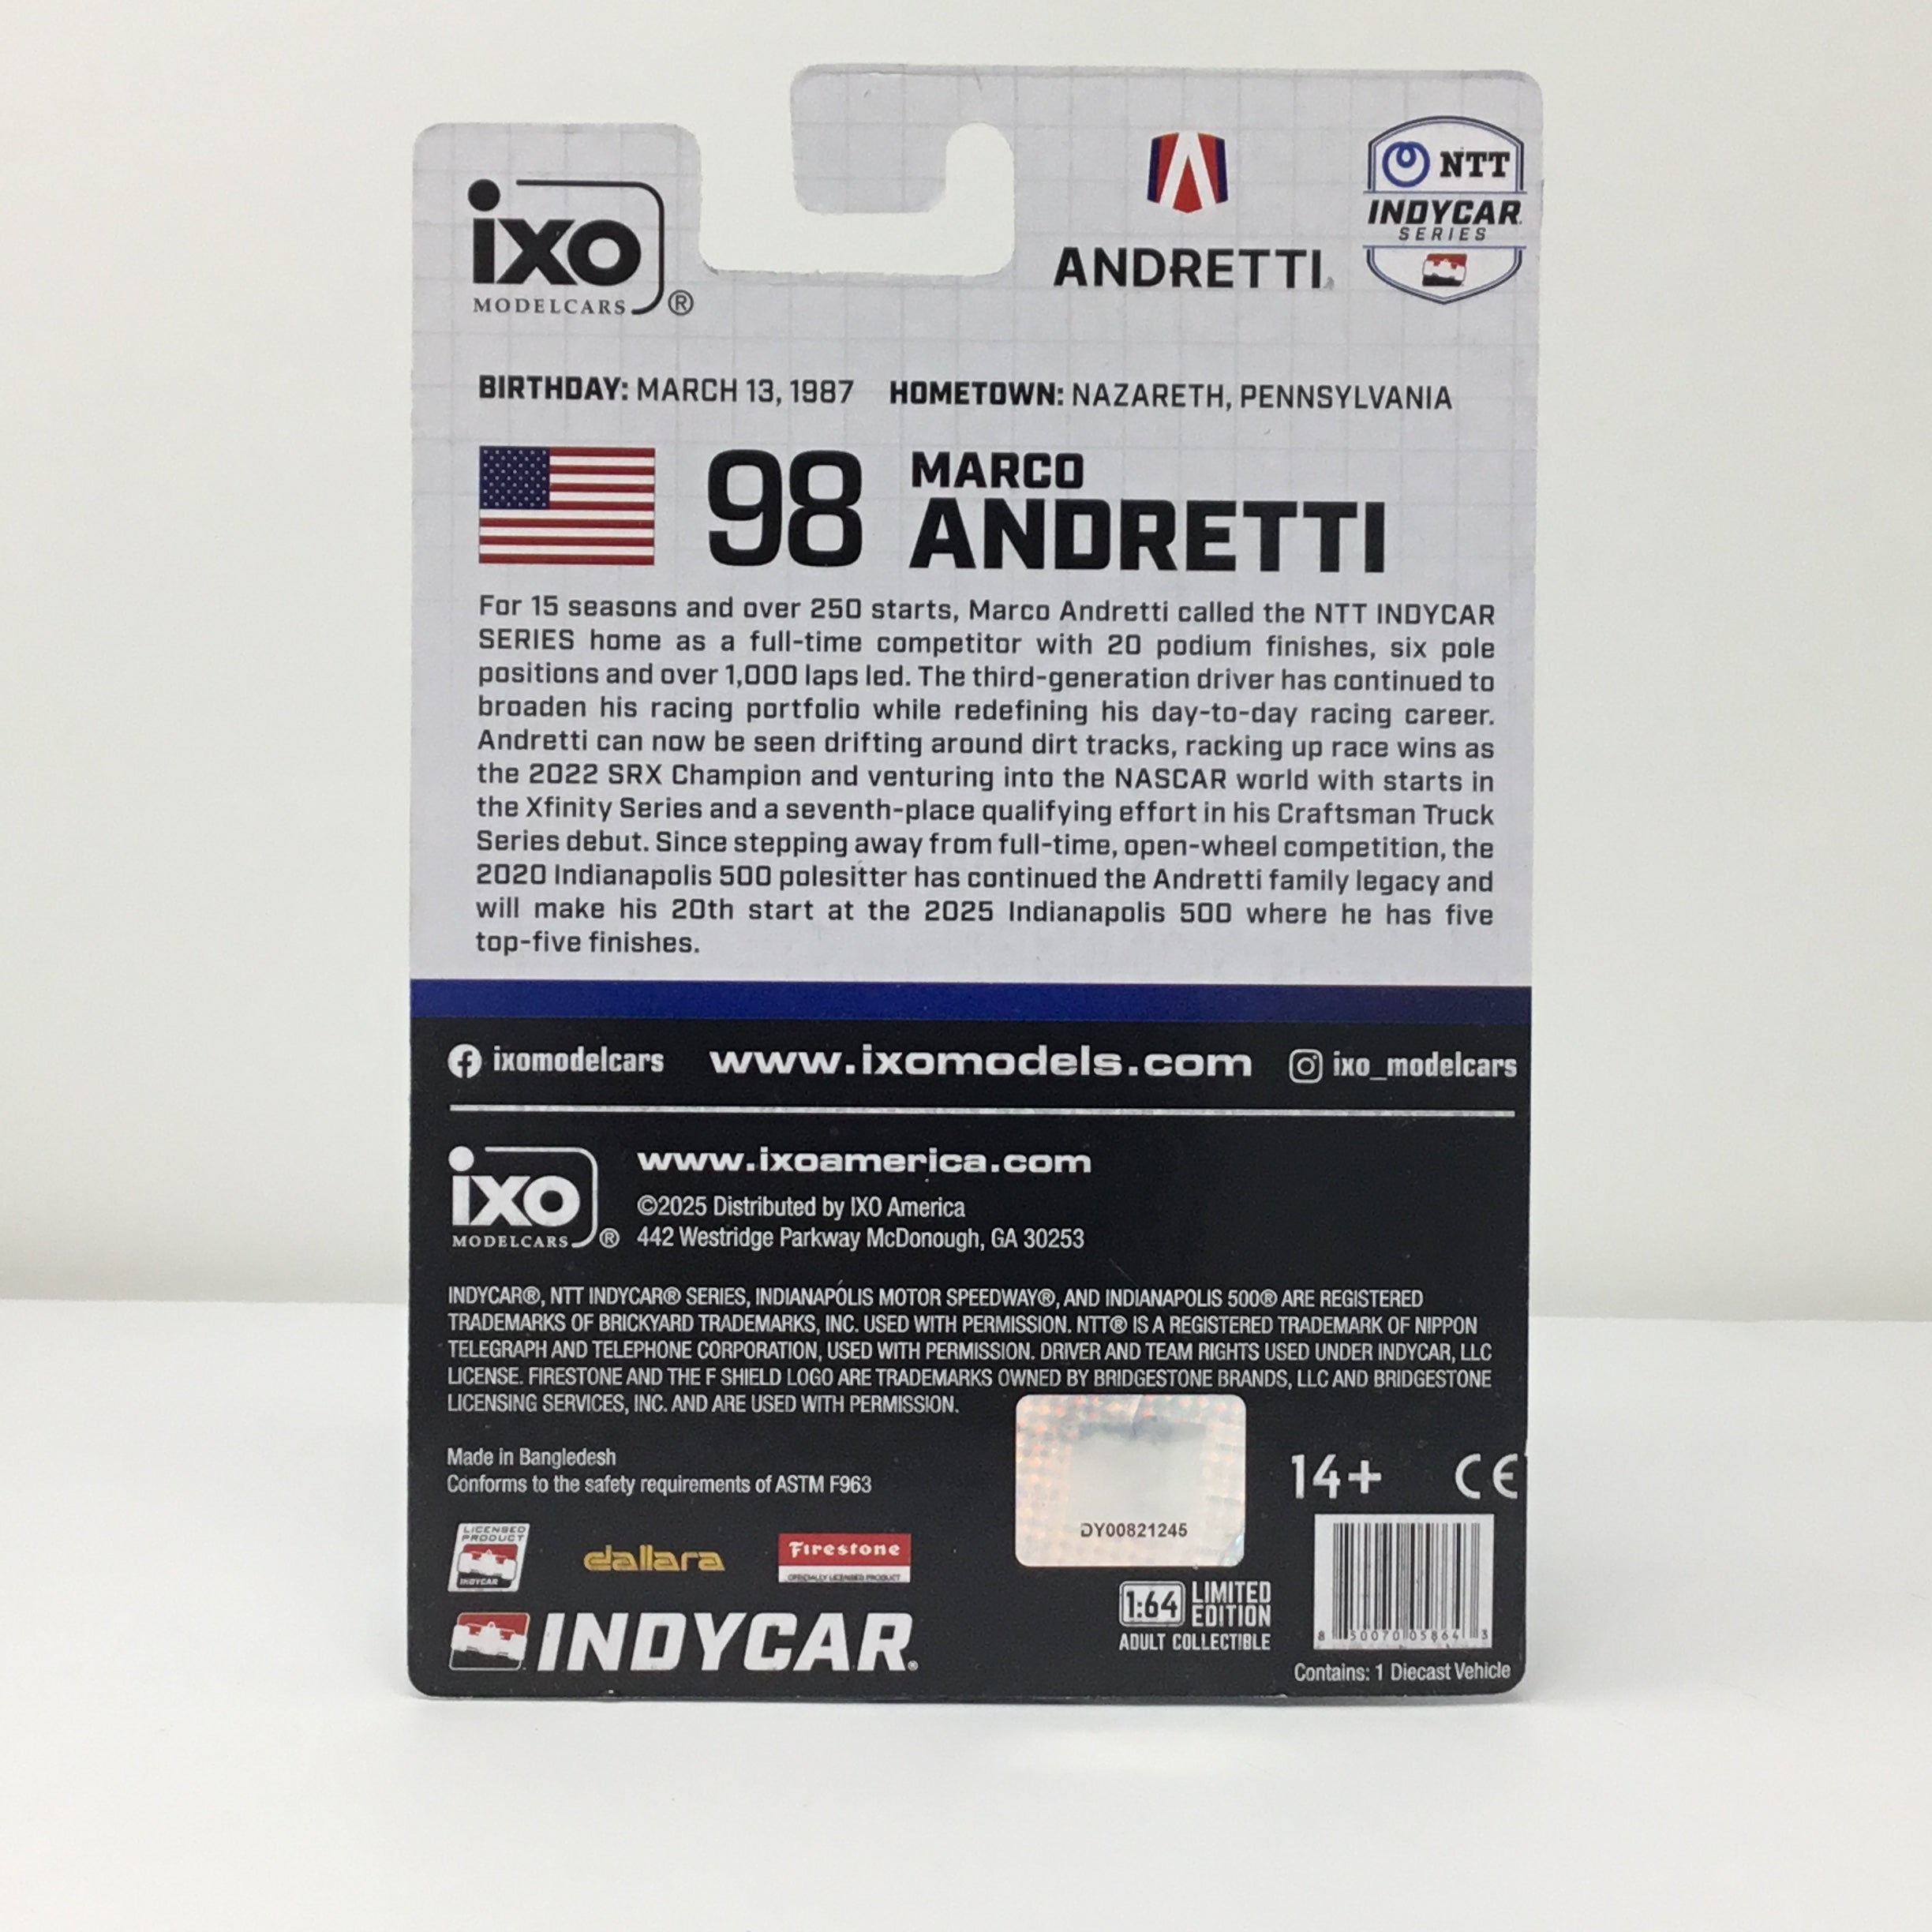 ixo
MODELCARS ®
ANDRETTI
NTT
INDYCAR
SERIES
BIRTHDAY: MARCH 13, 1987 HOMETOWN: NAZARETH, PENNSYLVANIA
98 MARCO
ANDRETTI
For 15 seasons and over 250 starts, Marco Andretti called the NTT INDYCAR
SERIES home as a full-time competitor with 20 podium finishes, six pole
positions and over 1,000 laps led. The third-generation driver has continued to
broaden his racing portfolio while redefining his day-to-day racing career.
Andretti can now be seen drifting around dirt tracks, racking up race wins as
the 2022 SRX Champion and venturing into the NASCAR world with starts in
the Xfinity Series and a seventh-place qualifying effort in his Craftsman Truck
Series debut. Since stepping away from full-time, open-wheel competition, the
2020 Indianapolis 500 polesitter has continued the Andretti family legacy and
will make his 20th start at the 2025 Indianapolis 500 where he has five
top-five finishes.
ixomodelcars www.ixomodels.com ixo_modelcars
ixo
MODELCARS ®
www.ixoamerica.com
©2025 Distributed by IXO America
442 Westridge Parkway McDonough, GA 30253
INDYCAR®, NTT INDYCAR® SERIES, INDIANAPOLIS MOTOR SPEEDWAY®, AND INDIANAPOLIS 500® ARE REGISTERED
TRADEMARKS OF BRICKYARD TRADEMARKS, INC. USED WITH PERMISSION. NTT® IS A REGISTERED TRADEMARK OF NIPPON
TELEGRAPH AND TELEPHONE CORPORATION, USED WITH PERMISSION. DRIVER AND TEAM RIGHTS USED UNDER INDYCAR, LLC
LICENSE. FIRESTONE AND THE F SHIELD LOGO ARE TRADEMARKS OWNED BY BRIDGESTONE BRANDS, LLC AND BRIDGESTONE
LICENSING SERVICES, INC. AND ARE USED WITH PERMISSION.
Made in Bangledesh
Conforms to the safety requirements of ASTM F963
DY00821245
14+ CE
LICENSED
PRODUCT
INDYCAR
dallara
Firestone
OFFICIALLY LICENSED PRODUCT
INDYCAR®
1:64 LIMITED
EDITION
ADULT COLLECTIBLE
8 50070 05864 3
Contains: 1 Diecast Vehicle